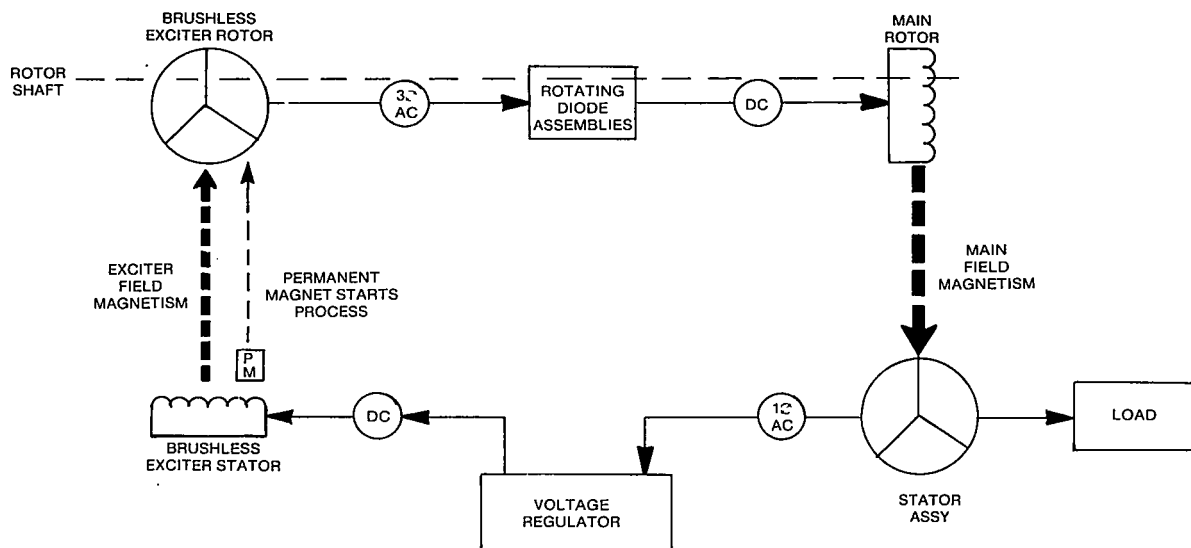 BRUSHLESS
EXCITER ROTOR
MAIN
ROTOR
ROTOR
SHAFT
AC
ROTATING
DIODE
ASSEMBLIES
DC
EXCITER
FIELD
MAGNETISM
PERMANENT
MAGNET STARTS
PROCESS
MAIN
FIELD
MAGNETISM
P
M
BRUSHLESS
EXCITER STATOR
DC
AC
LOAD
VOLTAGE
REGULATOR
STATOR
ASSY